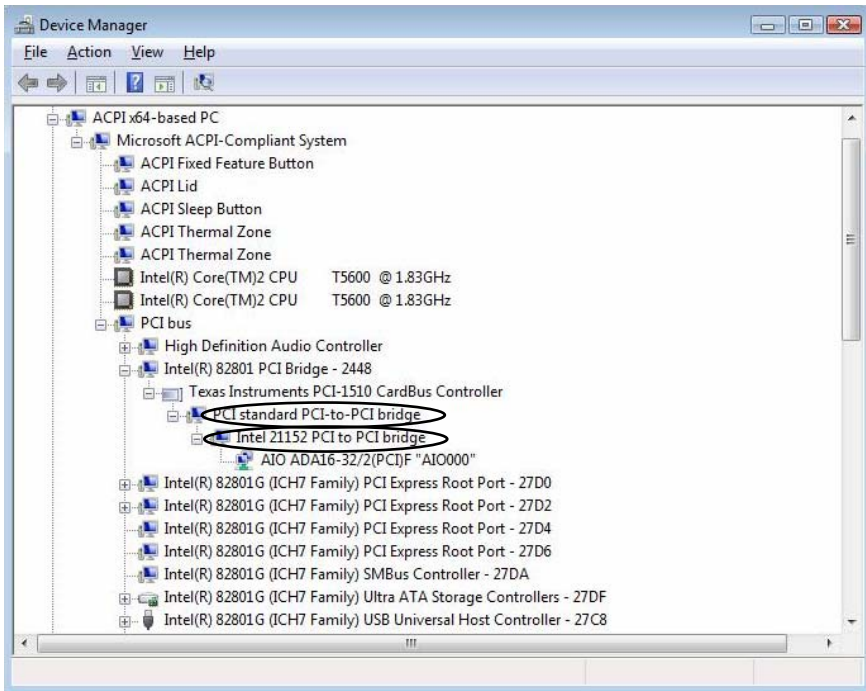 Device Manager
File Action View Help
ACPI x64-based PC
Microsoft ACPI-Compliant System
ACPI Fixed Feature Button
ACPI Lid
ACPI Sleep Button
ACPI Thermal Zone
ACPI Thermal Zone
Intel(R) Core(TM)2 CPU T5600 @ 1.83GHz
Intel(R) Core(TM)2 CPU T5600 @ 1.83GHz
PCI bus
High Definition Audio Controller
Intel(R) 82801 PCI Bridge - 2448
Texas Instruments PCI-1510 CardBus Controller
PCI standard PCI-to-PCI bridge
Intel 21152 PCI to PCI bridge
AIO ADA16-32/2(PCI)F "AIO000"
Intel(R) 82801G (ICH7 Family) PCI Express Root Port - 27D0
Intel(R) 82801G (ICH7 Family) PCI Express Root Port - 27D2
Intel(R) 82801G (ICH7 Family) PCI Express Root Port - 27D4
Intel(R) 82801G (ICH7 Family) PCI Express Root Port - 27D6
Intel(R) 82801G (ICH7 Family) SMBus Controller - 27DA
Intel(R) 82801G (ICH7 Family) Ultra ATA Storage Controllers - 27DF
Intel(R) 82801G (ICH7 Family) USB Universal Host Controller - 27C8